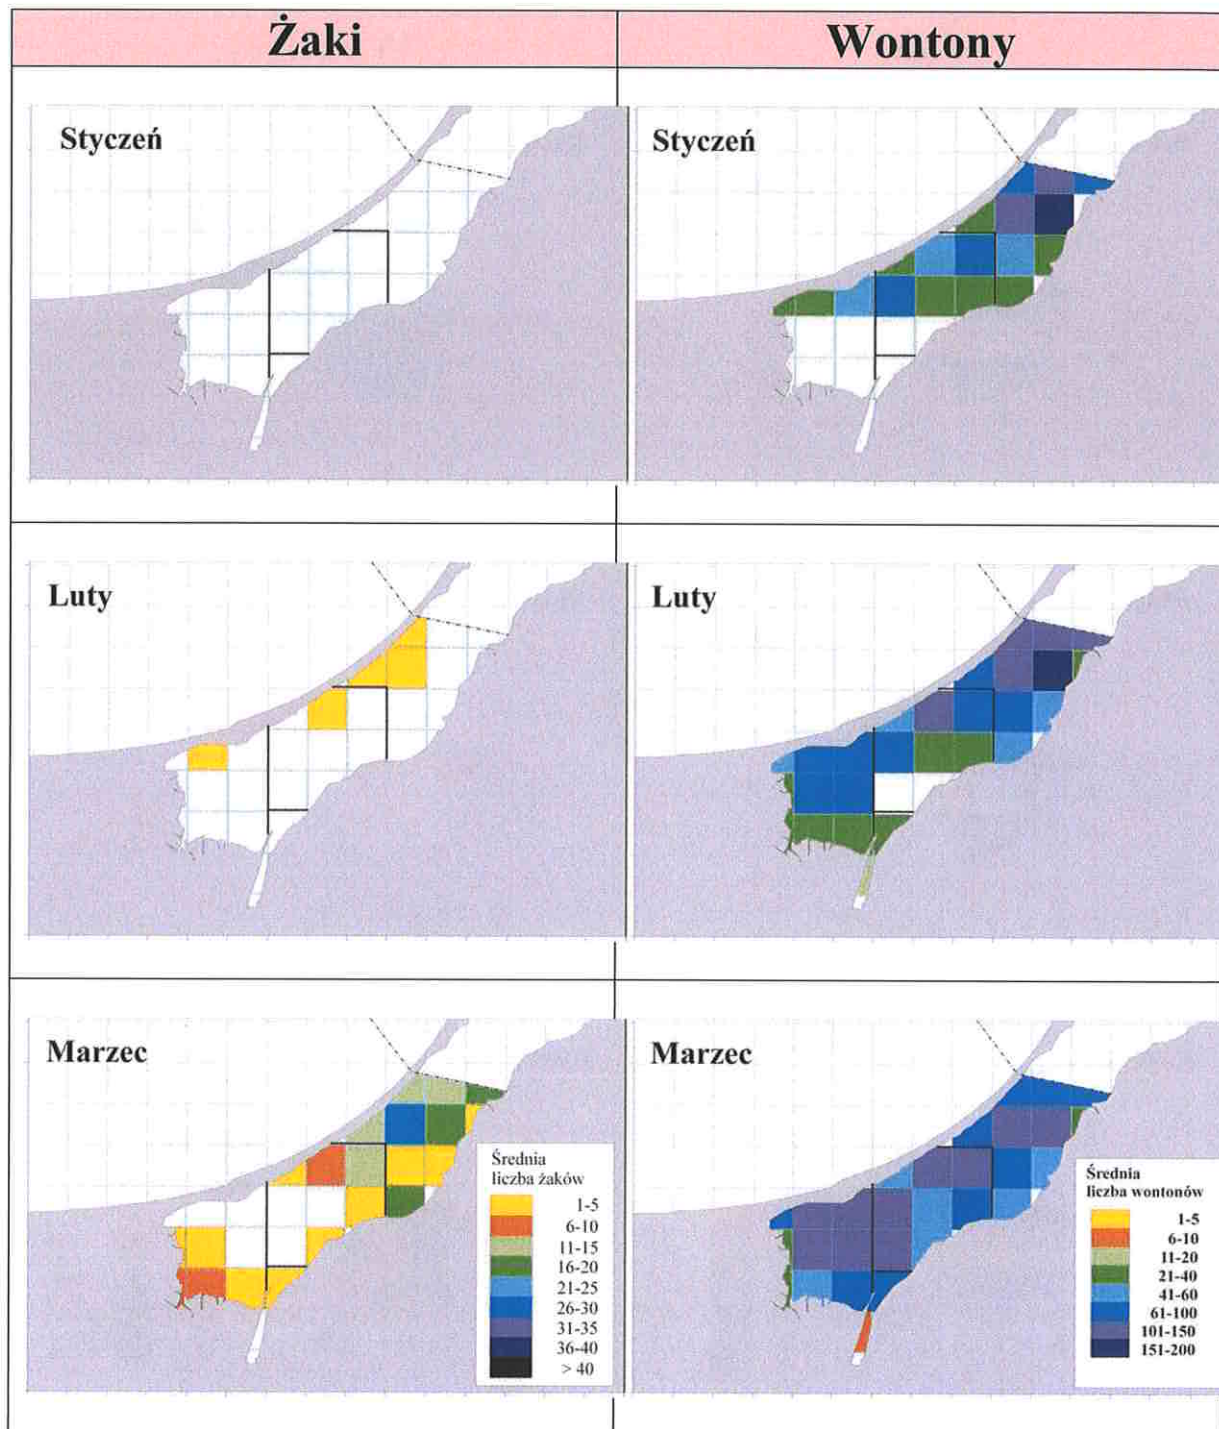 Żaki
Wontony
Styczeń
Styczeń
Luty
Luty
Marzec
Średnia
liczba żaków
1-5
6-10
11-15
16-20
21-25
26-30
31-35
36-40
> 40
Marzec
Średnia
liczba wontonów
1-5
6-10
11-20
21-40
41-60
61-100
101-150
151-200